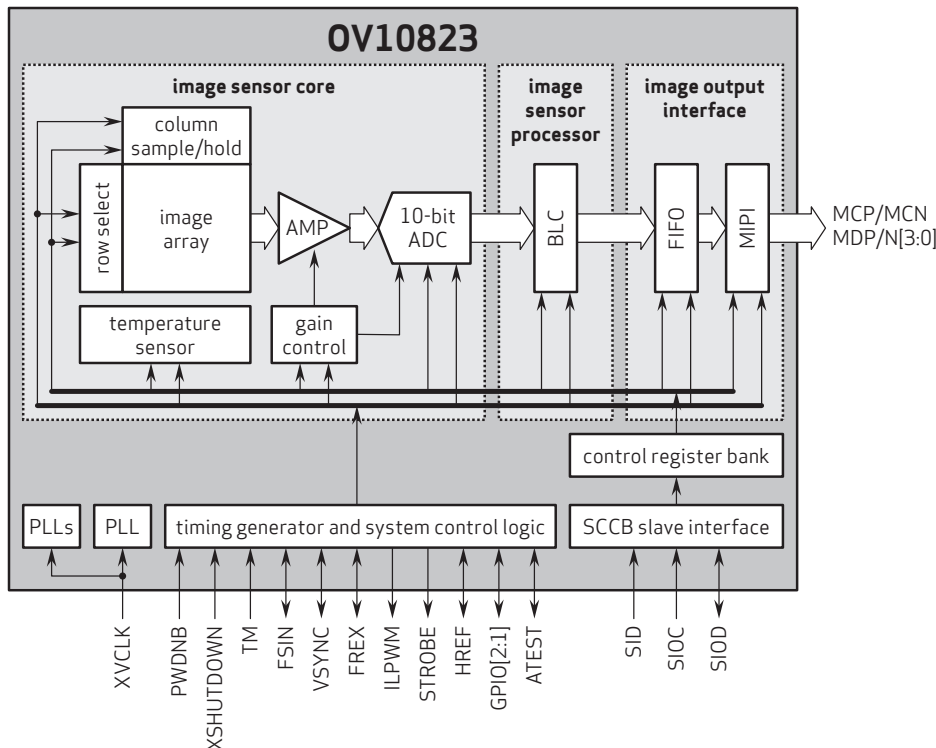 OV10823
image sensor core
image
sensor
processor
image output
interface
column
sample/hold
row select
image
array
AMP
10-bit
ADC
BLC
FIFO
MIPI
MCP/MCN
MDP/N[3:0]
temperature
sensor
gain
control
control register bank
PLLs
PLL
timing generator and system control logic
SCCB slave interface
XVCLK
PWDNB
XSHUTDOWN
TM
FSIN
VSYNC
FREX
ILPWM
STROBE
HREF
GPIO[2:1]
ATEST
SID
SIOC
SIOD